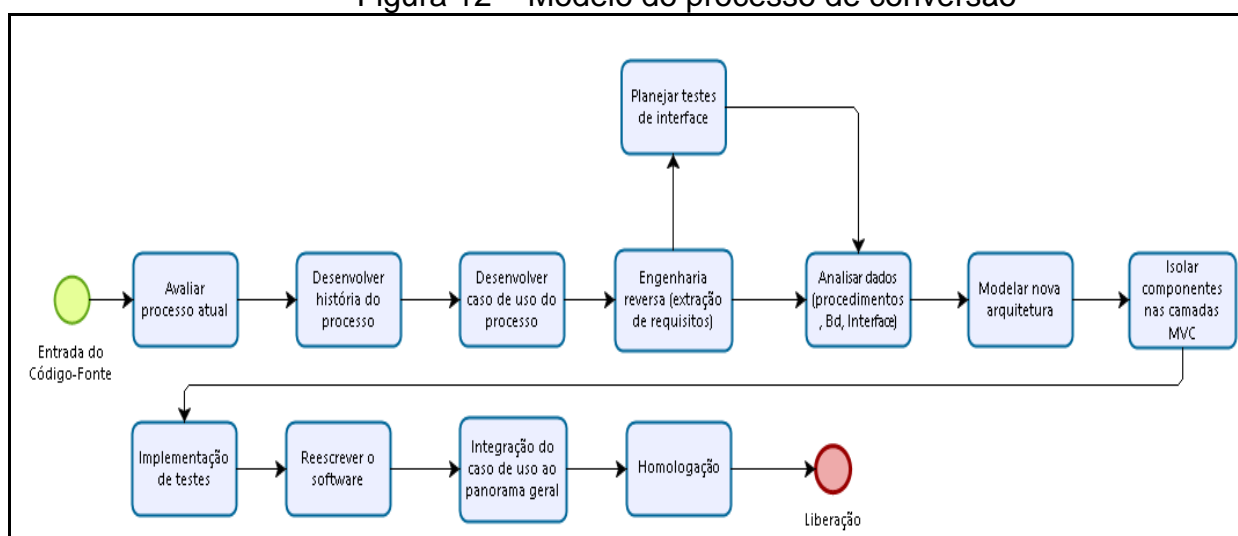 Figura 12 – Modelo do processo de conversão
Planejar testes
de interface
Avaliar
processo atual
Desenvolver
história do
processo
Desenvolver
caso de uso do
processo
Engenharia
reversa (extração
de requisitos)
Analisar dados
(procedimentos
, Bd, Interface)
Modelar nova
arquitetura
Isolar
componentes
nas camadas
MVC
Entrada do
Código-Fonte
Implementação
de testes
Reescrever o
software
Integração do
caso de uso ao
panorama geral
Homologação
Liberação